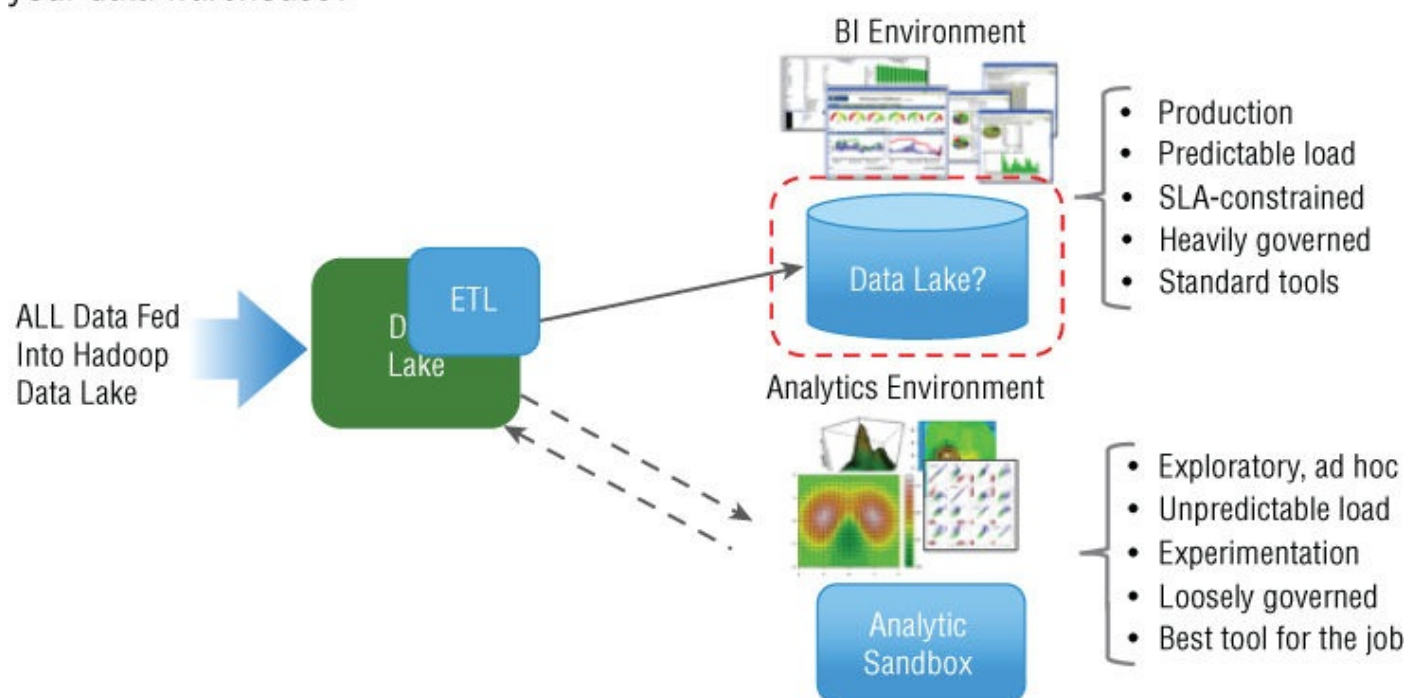 BI Environment
Production
Predictable load
SLA-constrained
Heavily governed
Standard tools
Data Lake?
ETL
D
Lake
ALL Data Fed
Into Hadoop
Data Lake
Analytics Environment
Exploratory, ad hoc
Unpredictable load
Experimentation
Loosely governed
Best tool for the job
Analytic
Sandbox